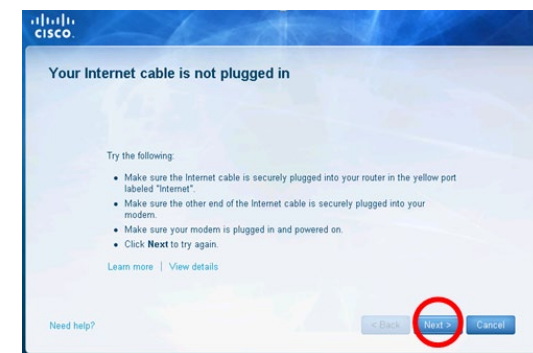 CISCO.
Your Internet cable is not plugged in
Try the following:
• Make sure the Internet cable is securely plugged into your router in the yellow port
labeled "Internet".
• Make sure the other end of the Internet cable is securely plugged into your
modem.
• Make sure your modem is plugged in and powered on.
• Click Next to try again.
Learn more | View details
Need help? < Back Next > Cancel